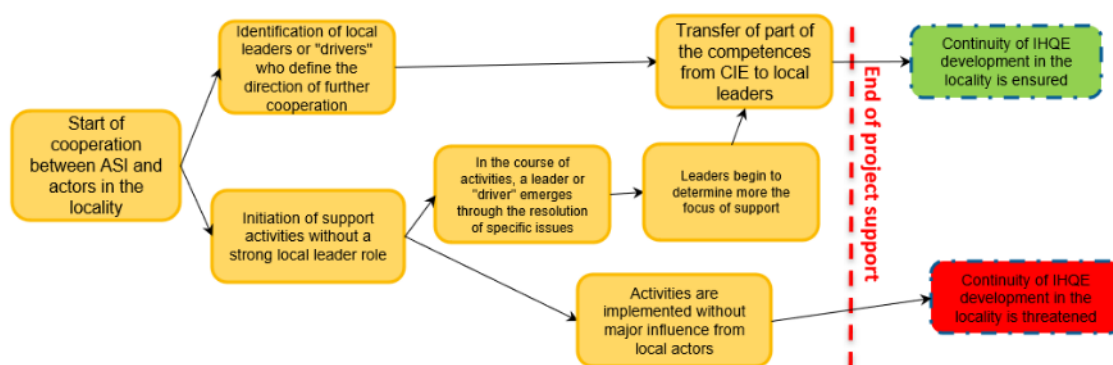 Start of
cooperation
between ASI and
actors in the
locality
Identification of local
leaders or "drivers"
who define the
direction of further
cooperation
Initiation of support
activities without a
strong local leader role
In the course of
activities, a leader or
"driver" emerges
through the resolution
of specific issues
Leaders begin to
determine more the
focus of support
Transfer of part of
the competences
from CIE to local
leaders
Activities are
implemented without
major influence from
local actors
End of project support
Continuity of IHQE
development in the
locality is ensured
Continuity of IHQE
development in the
locality is threatened